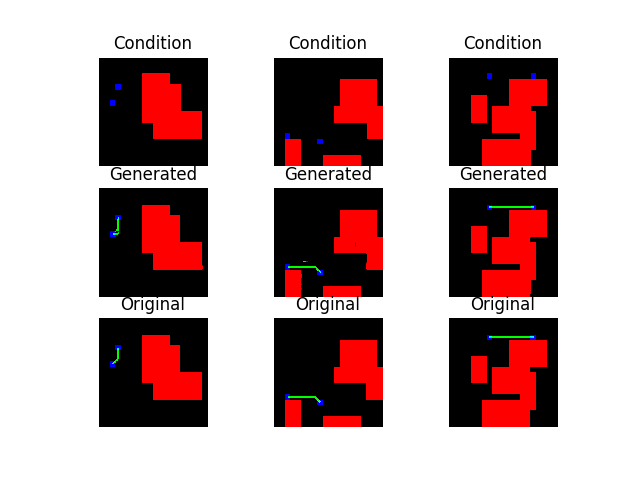 Condition Condition Condition
Generated Generated Generated
Original Original Original